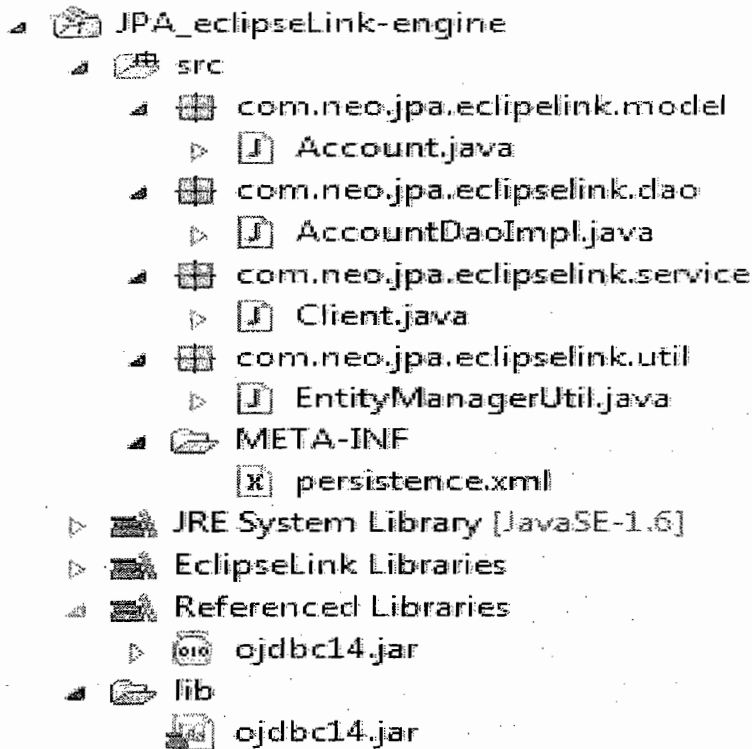 JPA_eclipseLink-engine
src
com.neo.jpa.eclipelink.model
Account.java
com.neo.jpa.eclipselink.dao
AccountDaoImpl.java
com.neo.jpa.eclipselink.service
Client.java
com.neo.jpa.eclipselink.util
EntityManagerUtil.java
META-INF
persistence.xml
JRE System Library [JavaSE-1.6]
EclipseLink Libraries
Referenced Libraries
ojdbc14.jar
lib
ojdbc14.jar